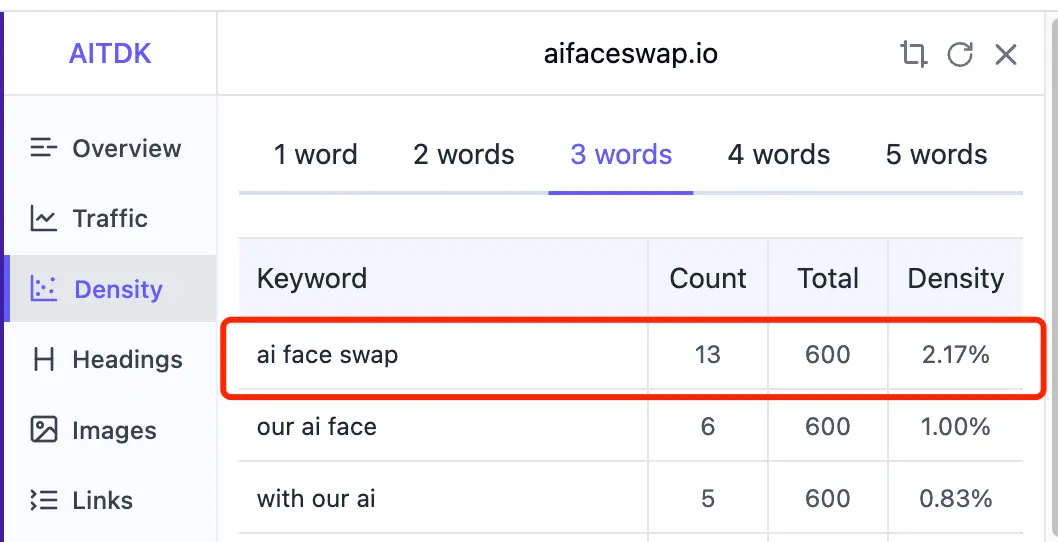 AITDK
aifaceswap.io
Overview
Traffic
Density
Headings
Images
Links
1 word 2 words 3 words 4 words 5 words
Keyword Count Total Density
ai face swap 13 600 2.17%
our ai face 6 600 1.00%
with our ai 5 600 0.83%